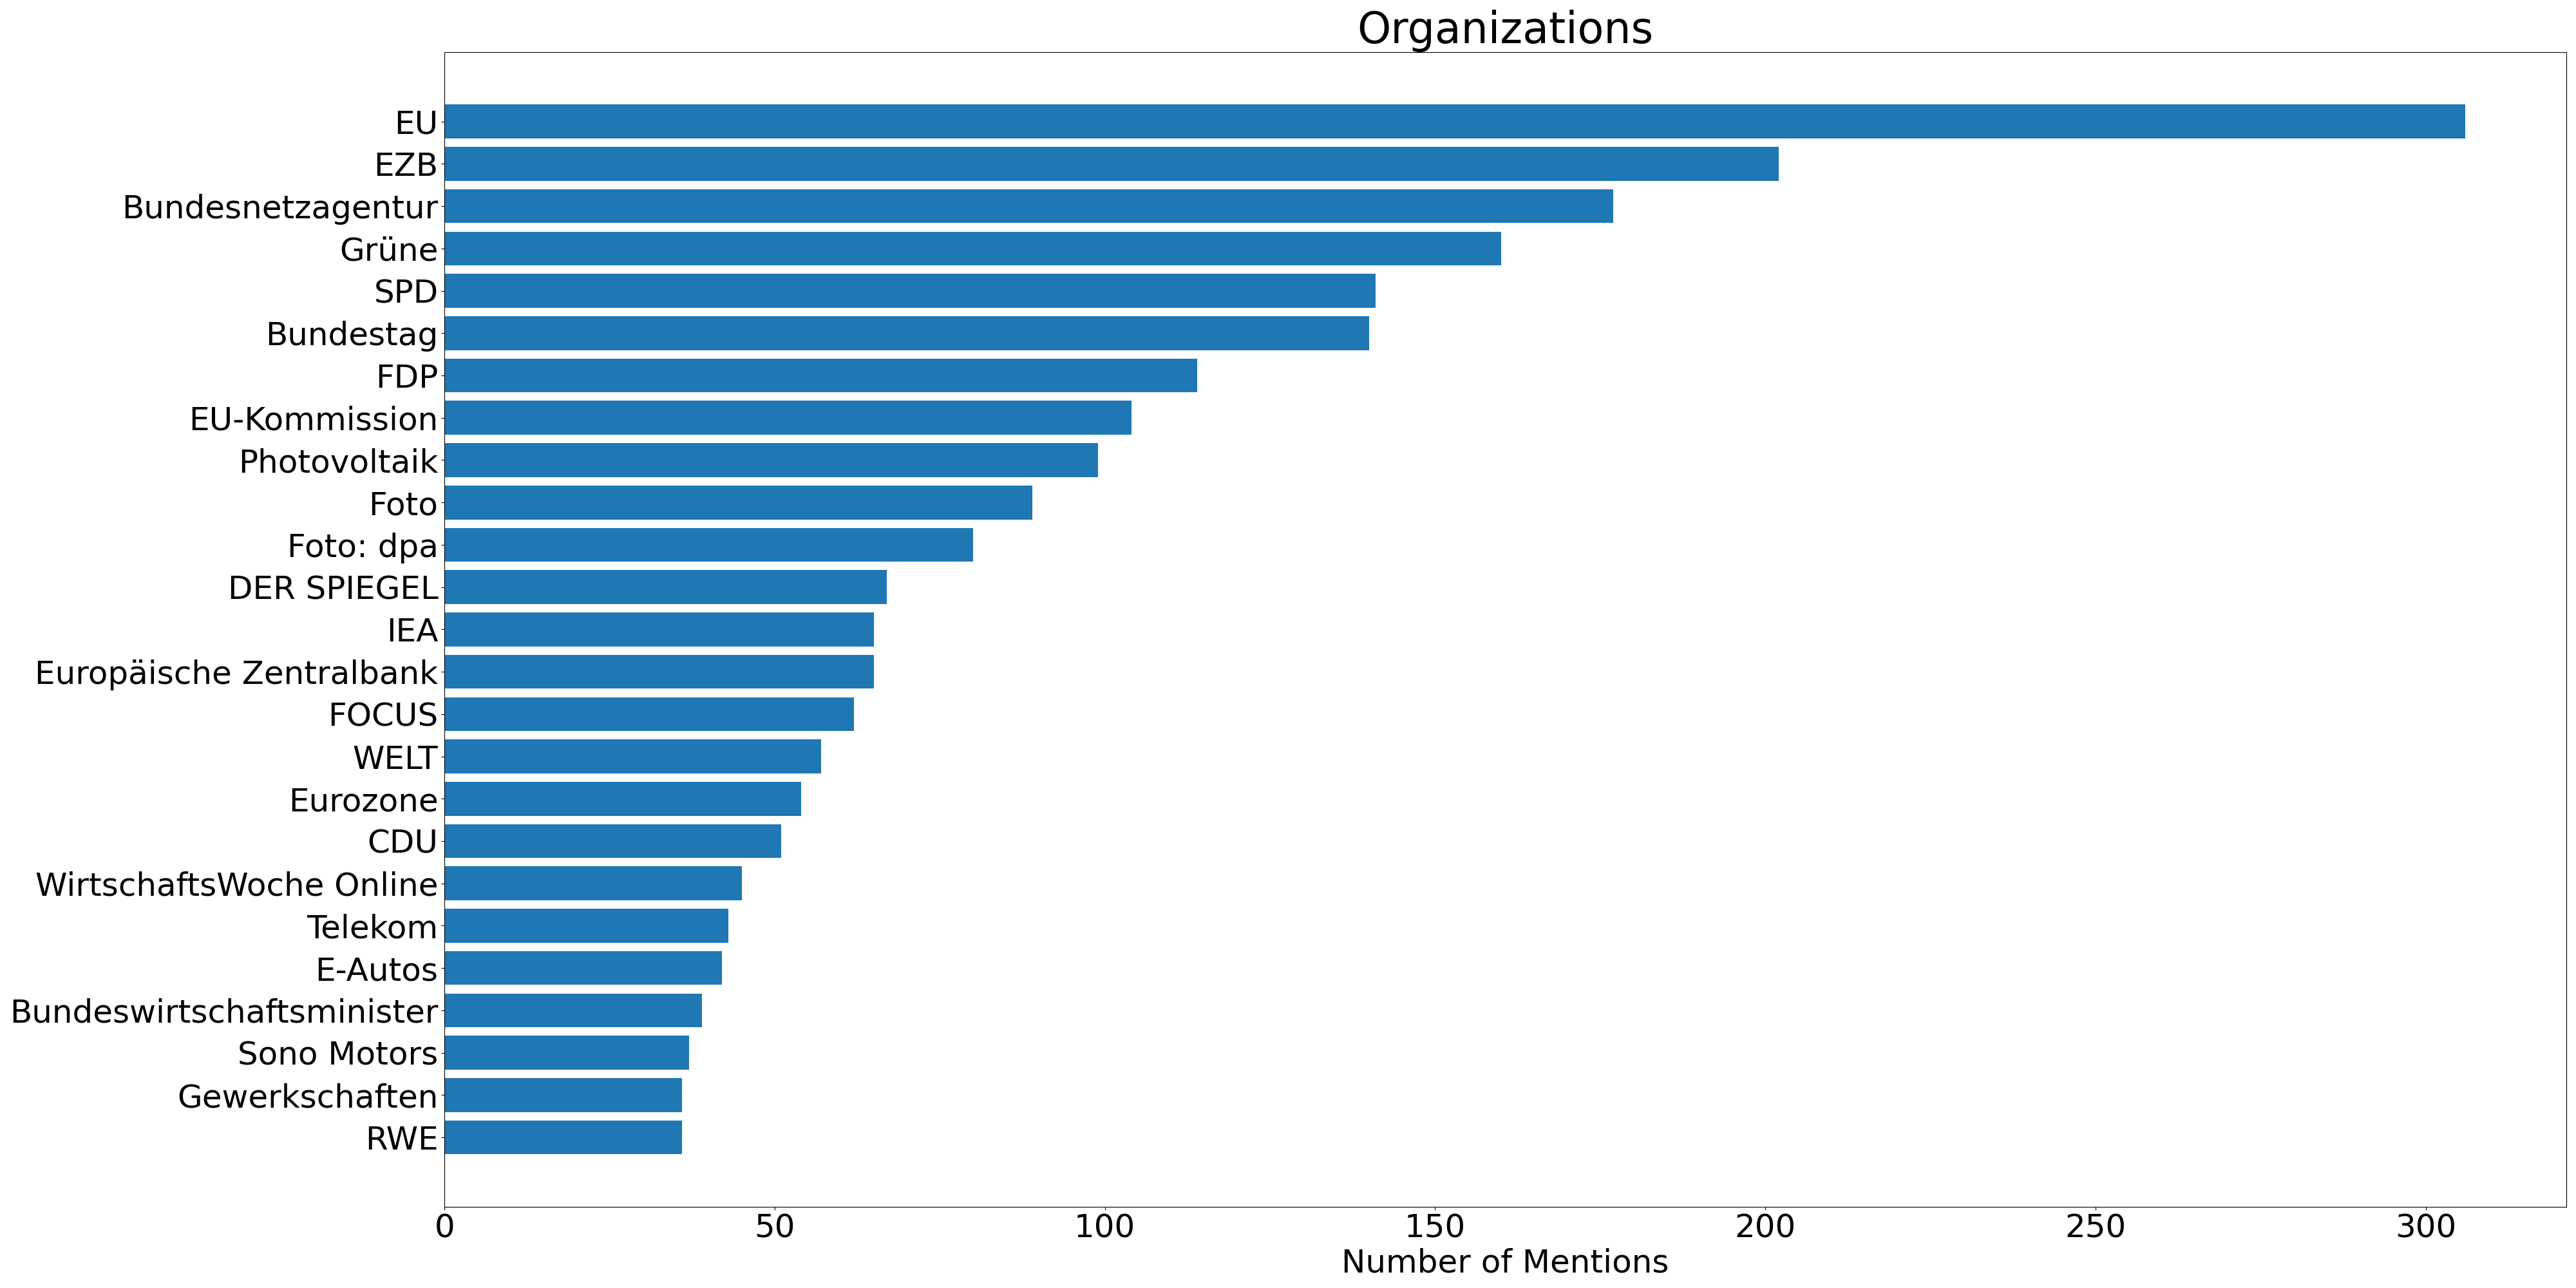 Organizations
EU
EZB
Bundesnetzagentur
Grüne
SPD
Bundestag
FDP
EU-Kommission
Photovoltaik
Foto
Foto: dpa
DER SPIEGEL
IEA
Europäische Zentralbank
FOCUS
WELT
Eurozone
CDU
WirtschaftsWoche Online
Telekom
E-Autos
Bundeswirtschaftsminister
Sono Motors
Gewerkschaften
RWE
0 50 100 150 200 250 300
Number of Mentions